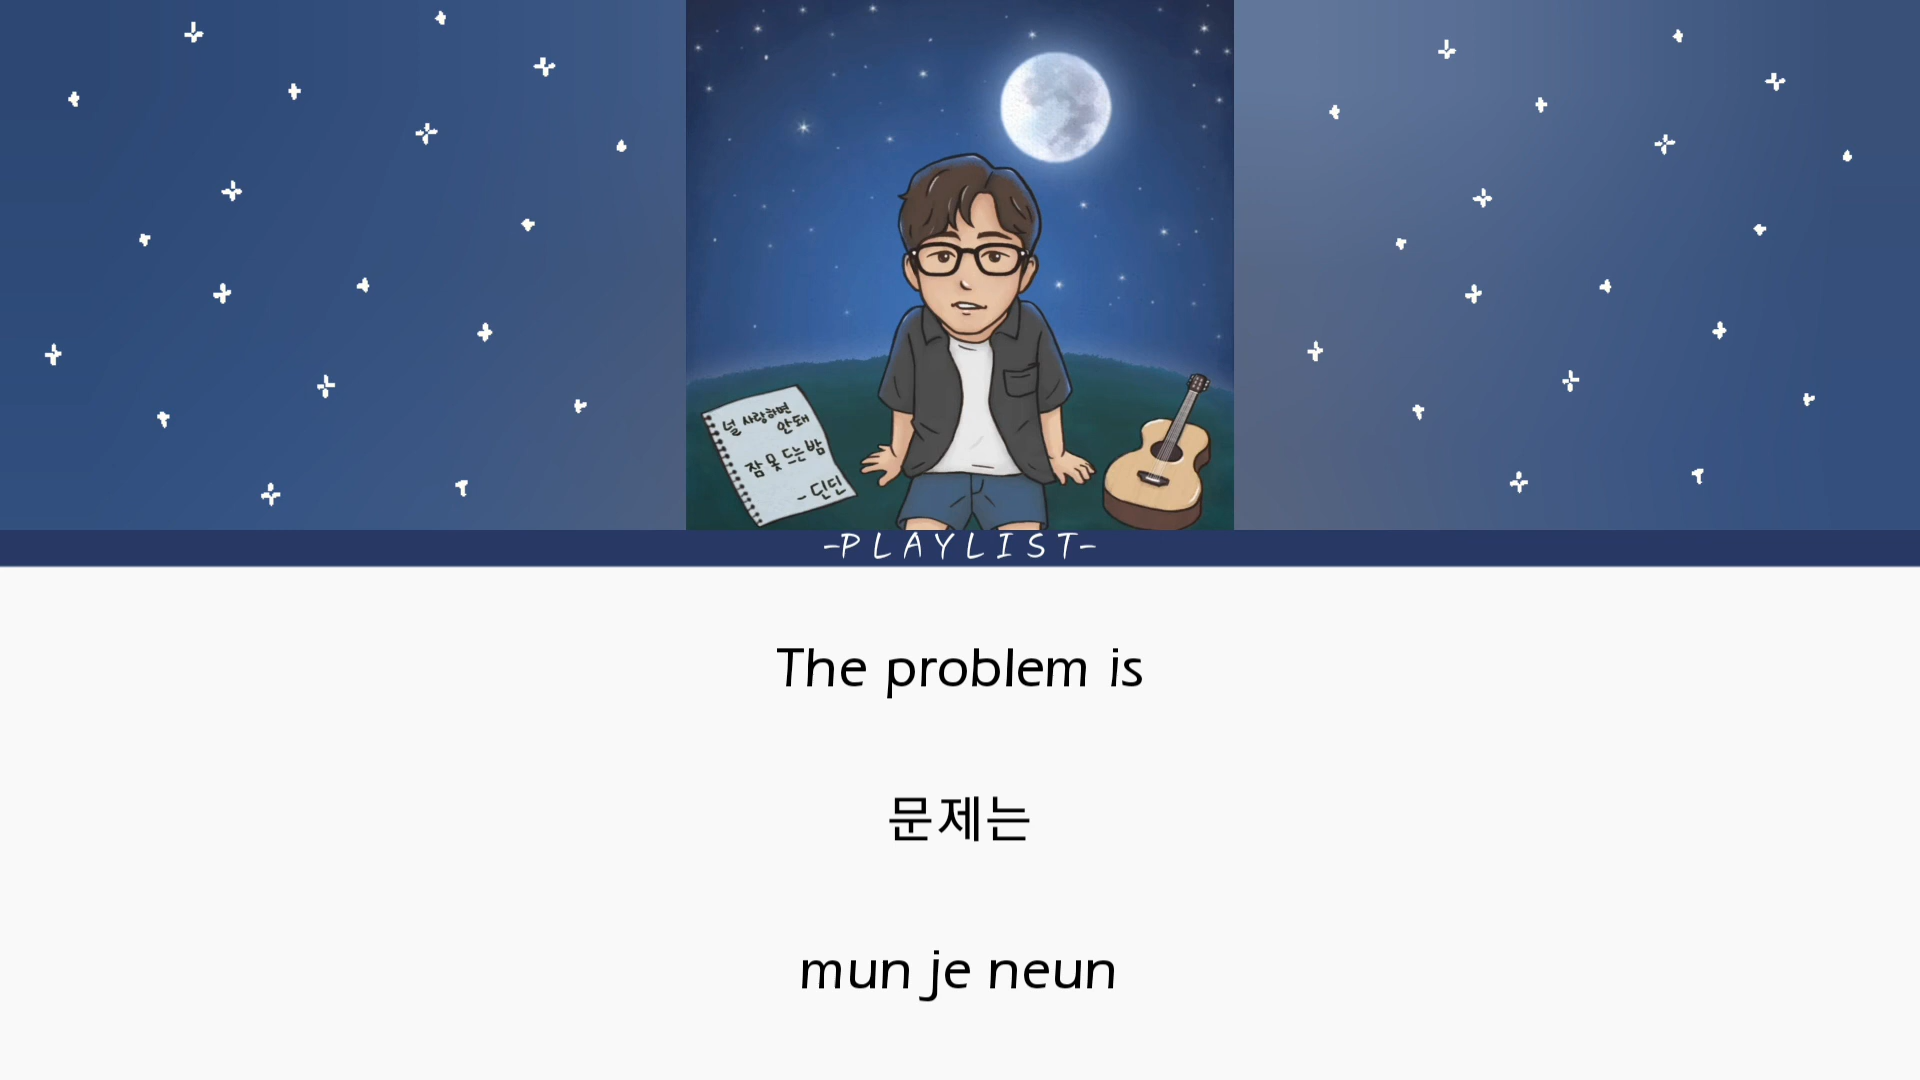 널 사랑하면
안돼
잠 못 드는 밤
- 딘딘
-PLAYLIST-
The problem is
문제는
mun je neun